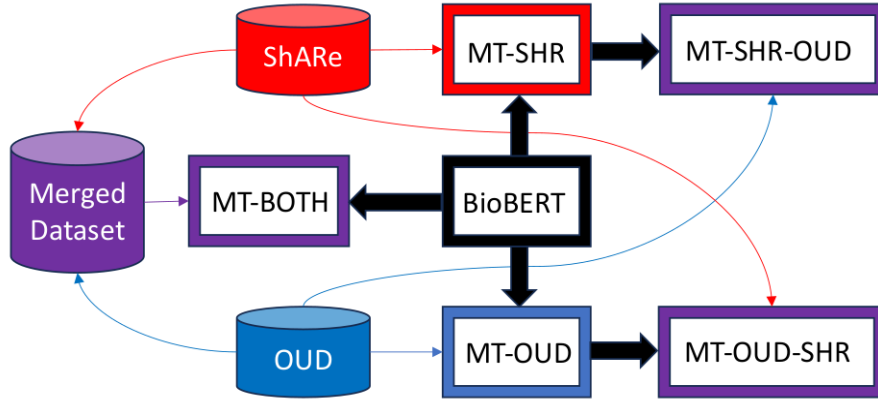 ShARe
MT-SHR
MT-SHR-OUD
Merged
Dataset
MT-BOTH
BioBERT
OUD
MT-OUD
MT-OUD-SHR